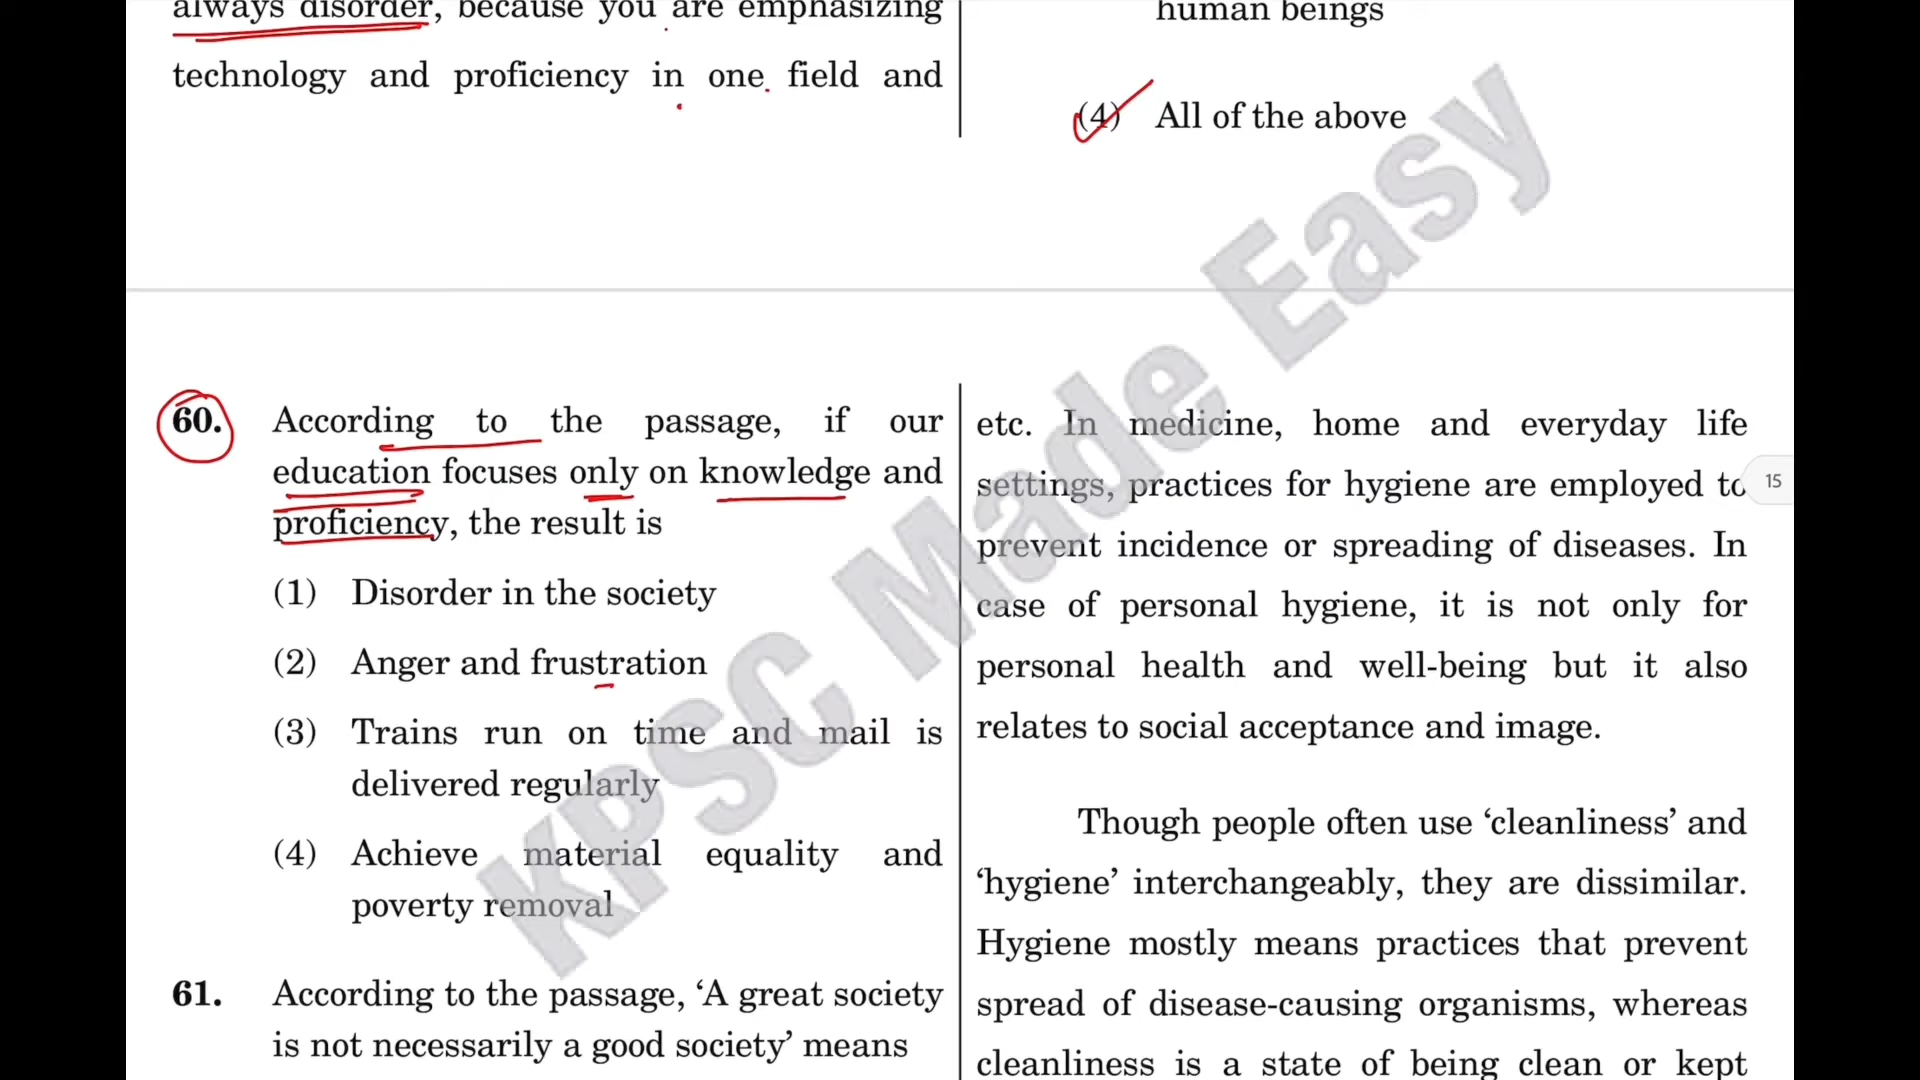 always disorder, because you are emphasizing
technology and proficiency in one field and
human beings
(4) All of the above
60. According to the passage, if our
education focuses only on knowledge and
proficiency, the result is
(1) Disorder in the society
(2) Anger and frustration
(3) Trains run on time and mail is
delivered regularly
(4) Achieve material equality and
poverty removal
61. According to the passage, ‘A great society
is not necessarily a good society’ means
etc. In medicine, home and everyday life
settings, practices for hygiene are employed to
prevent incidence or spreading of diseases. In
case of personal hygiene, it is not only for
personal health and well-being but it also
relates to social acceptance and image.
Though people often use ‘cleanliness’ and
‘hygiene’ interchangeably, they are dissimilar.
Hygiene mostly means practices that prevent
spread of disease-causing organisms, whereas
cleanliness is a state of being clean or kept
15
KPSC Made Easy